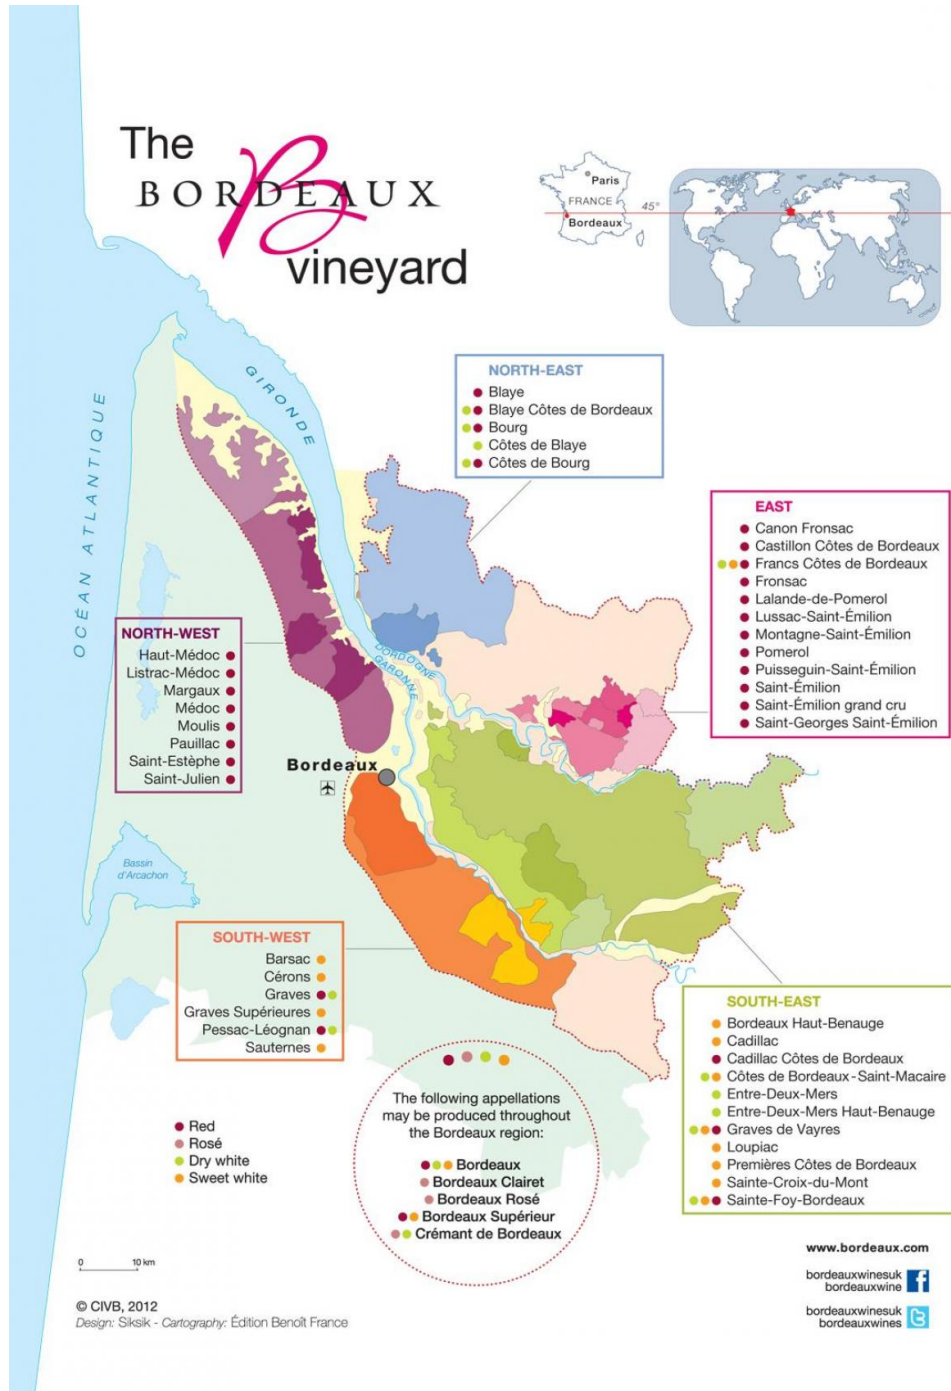 The
BORDEAUX
vineyard
Paris
FRANCE
Bordeaux
45°
OCÉAN ATLANTIQUE
GIRONDE
NORTH-EAST
Blaye
Blaye Côtes de Bordeaux
Bourg
Côtes de Blaye
Côtes de Bourg
EAST
Canon Fronsac
Castillon Côtes de Bordeaux
Francs Côtes de Bordeaux
Fronsac
Lalande-de-Pomerol
Lussac-Saint-Émilion
Montagne-Saint-Émilion
Pomerol
Puisseguin-Saint-Émilion
Saint-Émilion
Saint-Émilion grand cru
Saint-Georges Saint-Émilion
NORTH-WEST
Haut-Médoc
Listrac-Médoc
Margaux
Médoc
Moulis
Pauillac
Saint-Estèphe
Saint-Julien
DORDOGNE
GARONNE
Bordeaux
Bassin
d'Arcachon
SOUTH-WEST
Barsac
Cérons
Graves
Graves Supérieures
Pessac-Léognan
Sauternes
SOUTH-EAST
Bordeaux Haut-Benauge
Cadillac
Cadillac Côtes de Bordeaux
Côtes de Bordeaux-Saint-Macaire
Entre-Deux-Mers
Entre-Deux-Mers Haut-Benauge
Graves de Vayres
Loupiac
Premières Côtes de Bordeaux
Sainte-Croix-du-Mont
Sainte-Foy-Bordeaux
The following appellations
may be produced throughout
the Bordeaux region:
Bordeaux
Bordeaux Clairet
Bordeaux Rosé
Bordeaux Supérieur
Crémant de Bordeaux
Red
Rosé
Dry white
Sweet white
0 10 km
© CIVB, 2012
Design: Siksik - Cartography: Édition Benoît France
www.bordeaux.com
bordeauxwinesuk
bordeauxwine
bordeauxwinesuk
bordeauxwines